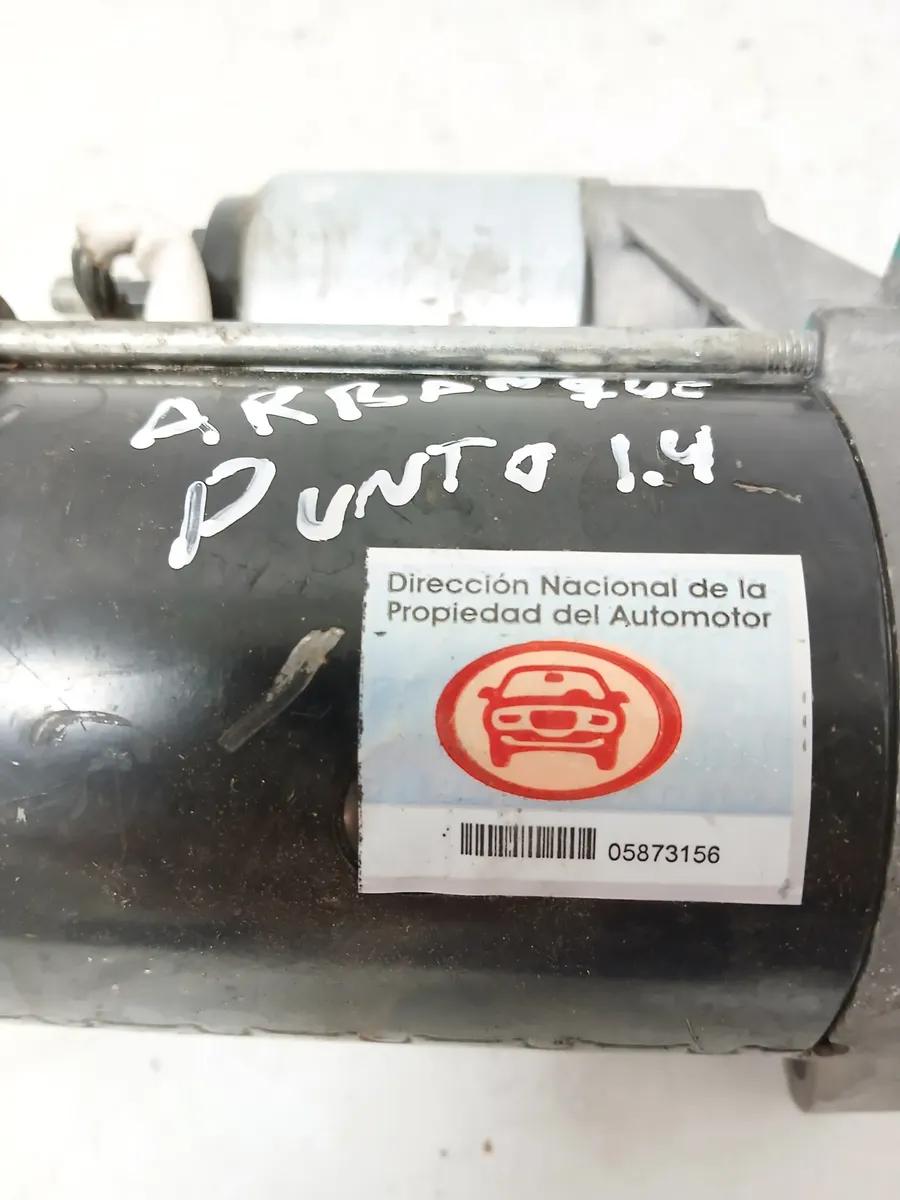 ARRANQUE
PUNTO 1.4
Dirección Nacional de la
Propiedad del Automotor
05873156